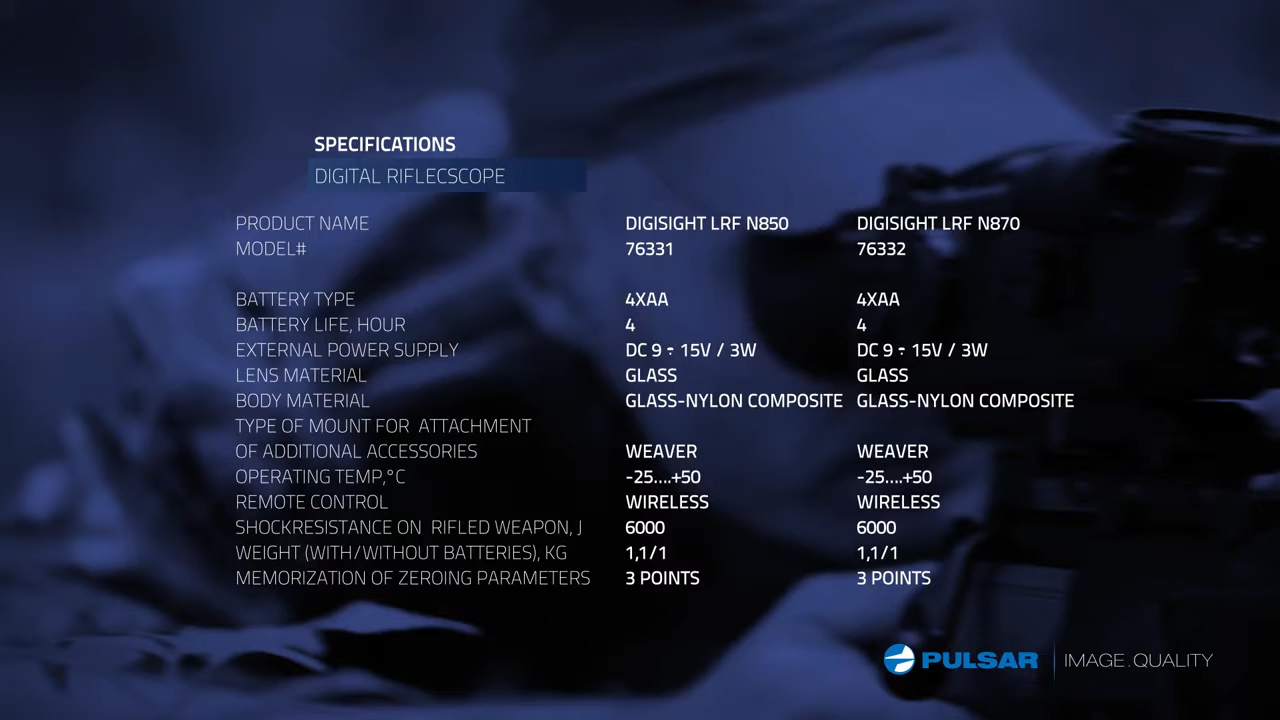 SPECIFICATIONS
DIGITAL RIFLECSCOPE
PRODUCT NAME DIGISIGHT LRF N850 DIGISIGHT LRF N870
MODEL# 76331 76332
BATTERY TYPE 4XAA 4XAA
BATTERY LIFE, HOUR 4 4
EXTERNAL POWER SUPPLY DC 9 ÷ 15V / 3W DC 9 ÷ 15V / 3W
LENS MATERIAL GLASS GLASS
BODY MATERIAL GLASS-NYLON COMPOSITE GLASS-NYLON COMPOSITE
TYPE OF MOUNT FOR ATTACHMENT
OF ADDITIONAL ACCESSORIES WEAVER WEAVER
OPERATING TEMP,°C -25....+50 -25....+50
REMOTE CONTROL WIRELESS WIRELESS
SHOCKRESISTANCE ON RIFLED WEAPON, J 6000 6000
WEIGHT (WITH/WITHOUT BATTERIES), KG 1,1/1 1,1/1
MEMORIZATION OF ZEROING PARAMETERS 3 POINTS 3 POINTS
PULSAR IMAGE.QUALITY